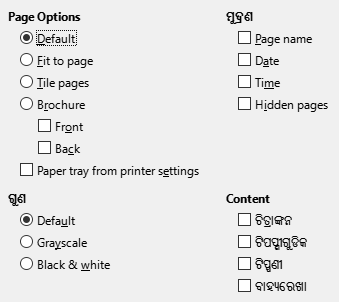 Page Options
Default
Fit to page
Tile pages
Brochure
Front
Back
Paper tray from printer settings
ମୁଦ୍ରଣ
Page name
Date
Time
Hidden pages
ଗୁଣ
Default
Grayscale
Black & white
Content
ଚିତ୍ରାଙ୍କନ
ଟିପପ୍ପଣୀଗୁଡିକ
ଟିପ୍ପଣୀ
ବାହ୍ୟରେଖା